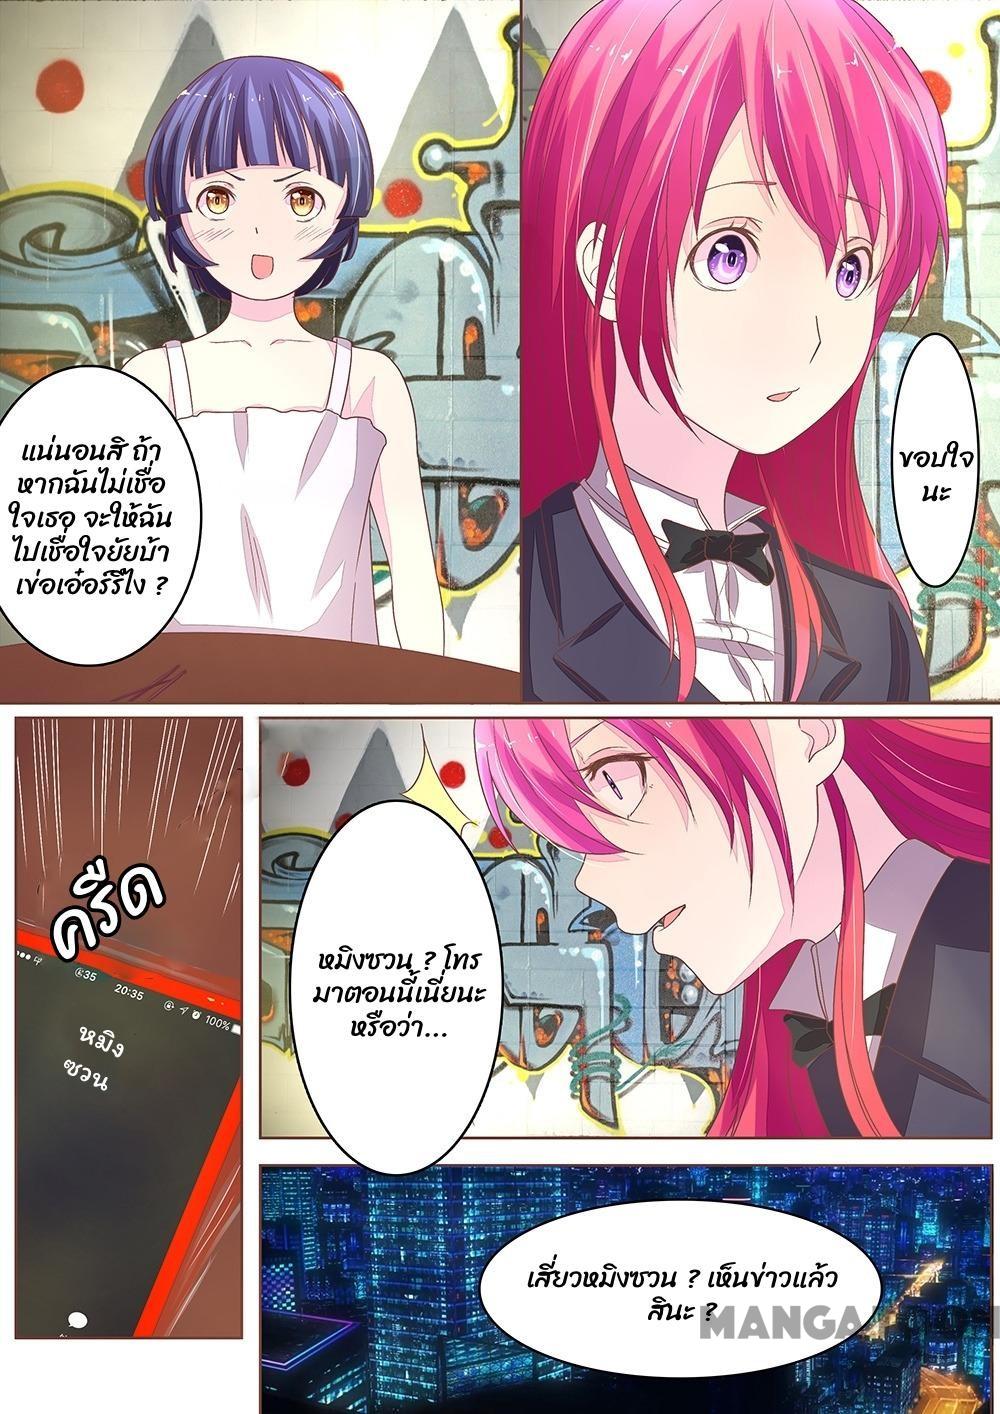 แน่นอนสิ ถ้า
หากฉันไม่เชื่อ
ใจเธอ จะให้ฉัน
ไปเชื่อใจยัยบ้า
เข่อเอ๋อร์รึไง ?
ขอบใจ
นะ
ครืด
35
20:35
100%
หมิง
ซวน
หมิงซวน ? โทร
มาตอนนี้เนี่ยนะ
หรือว่า...
เสี่ยวหมิงซวน ? เห็นข่าวแล้ว
สินะ ?